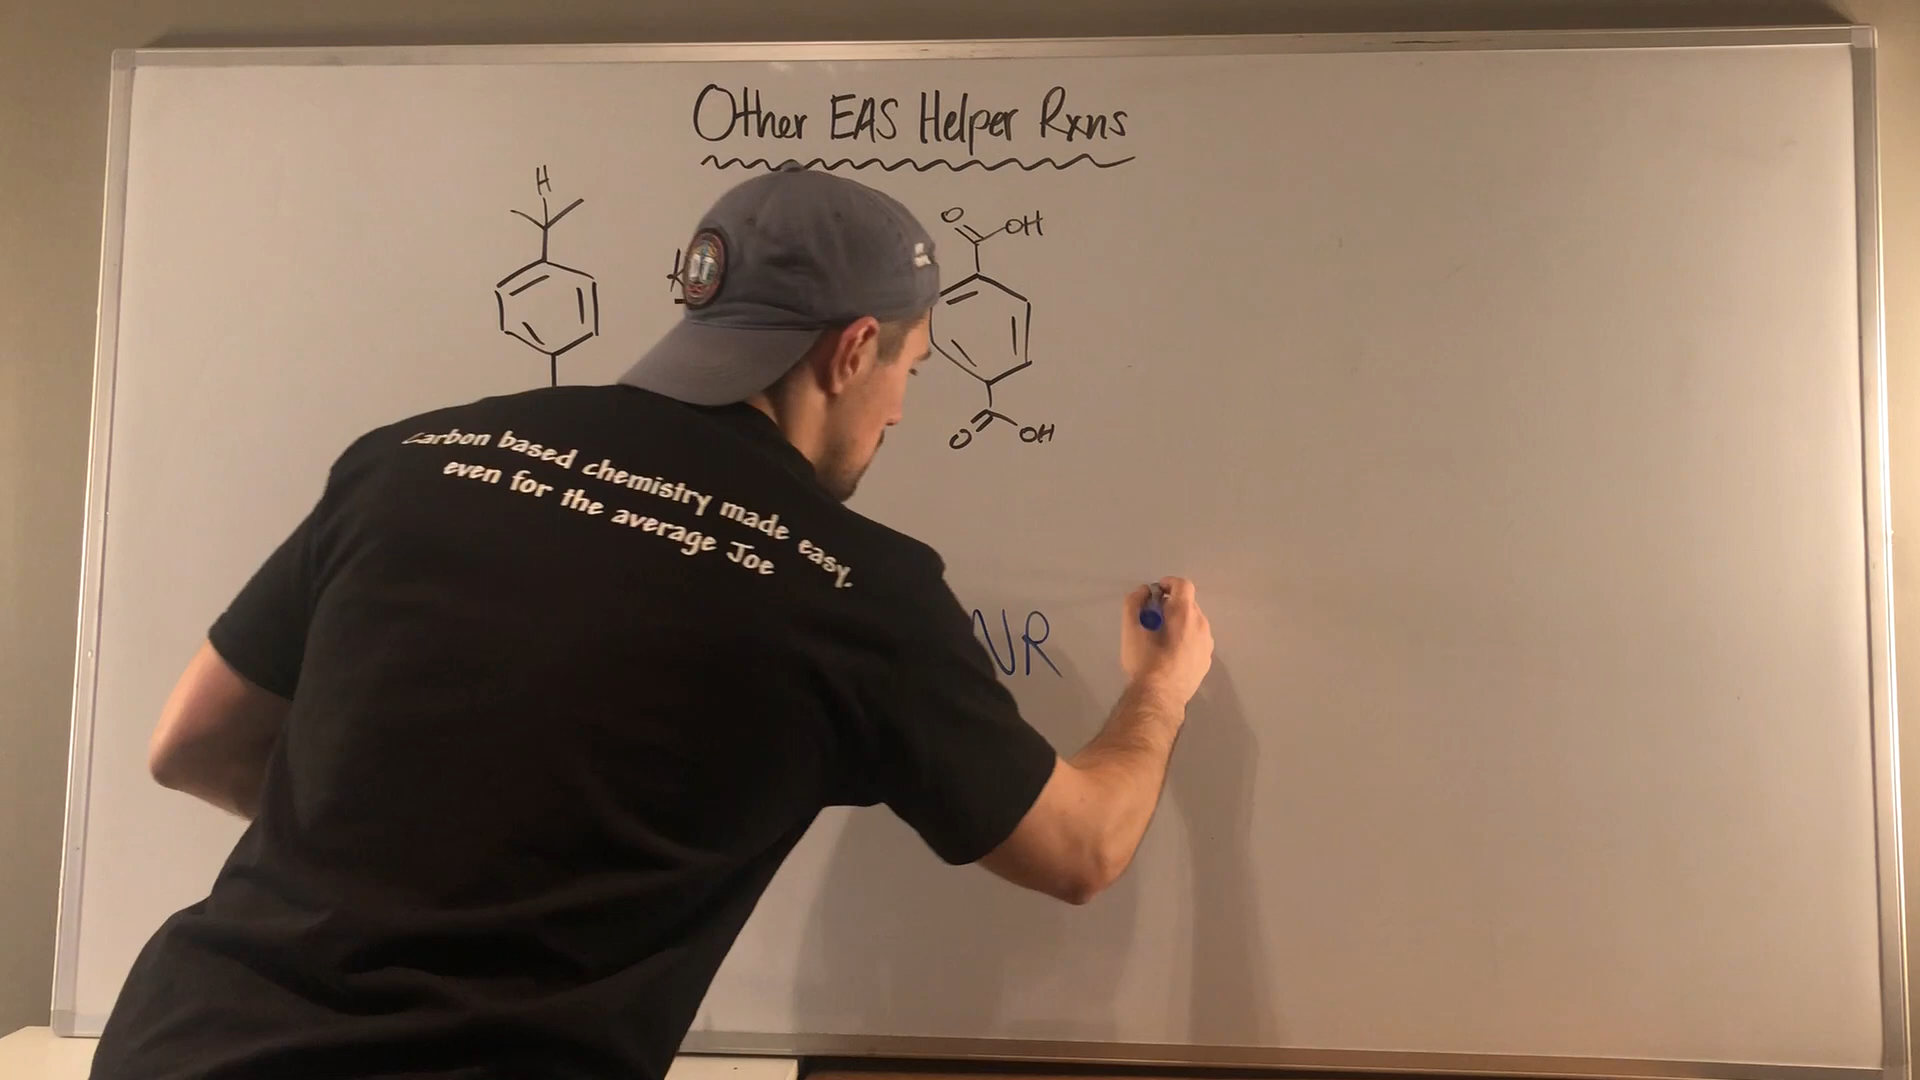 Other EAS Helper Rxns
H
K
O
OH
O
OH
Carbon based chemistry made easy.
even for the average Joe
NR